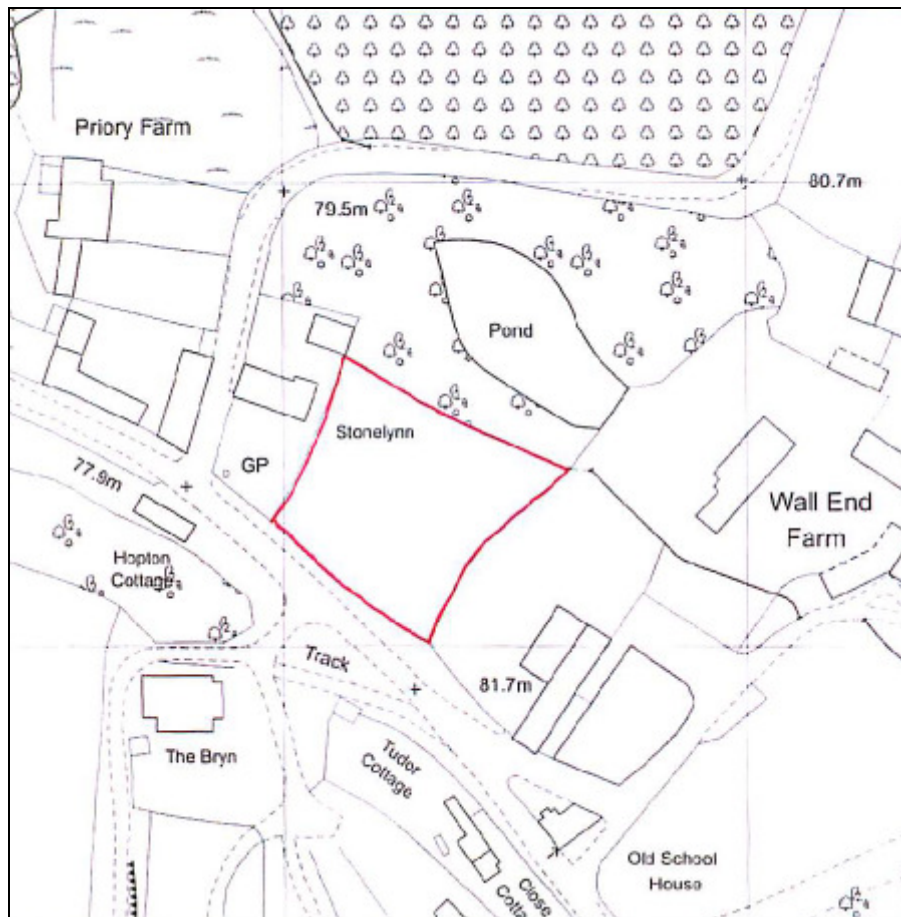 Priory Farm
80.7m
79.5m
Pond
Stonelynn
GP
77.9m
Wall End
Farm
Hopton
Cottage
Track
81.7m
The Bryn
Tudor
Cottage
Old School
House
Close